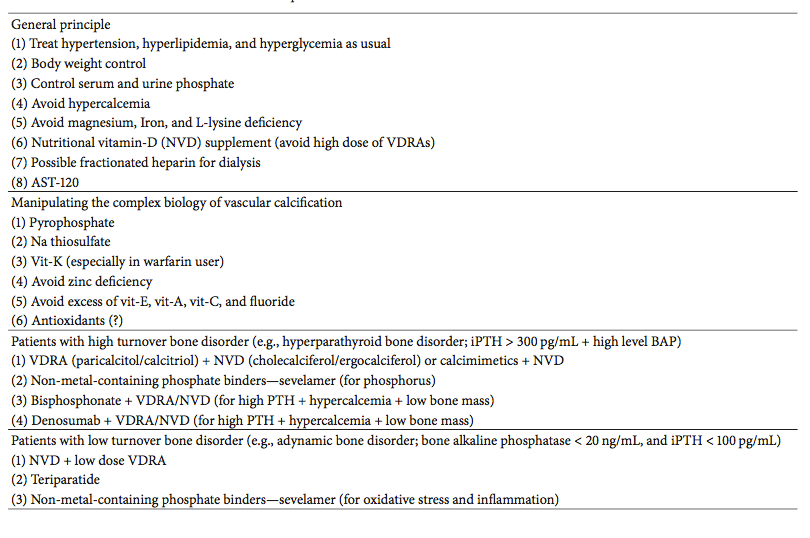 General principle
(1) Treat hypertension, hyperlipidemia, and hyperglycemia as usual
(2) Body weight control
(3) Control serum and urine phosphate
(4) Avoid hypercalcemia
(5) Avoid magnesium, Iron, and L-lysine deficiency
(6) Nutritional vitamin-D (NVD) supplement (avoid high dose of VDRAs)
(7) Possible fractionated heparin for dialysis
(8) AST-120
Manipulating the complex biology of vascular calcification
(1) Pyrophosphate
(2) Na thiosulfate
(3) Vit-K (especially in warfarin user)
(4) Avoid zinc deficiency
(5) Avoid excess of vit-E, vit-A, vit-C, and fluoride
(6) Antioxidants (?)
Patients with high turnover bone disorder (e.g., hyperparathyroid bone disorder; iPTH > 300 pg/mL + high level BAP)
(1) VDRA (paricalcitol/calcitriol) + NVD (cholecalciferol/ergocalciferol) or calcimimetics + NVD
(2) Non-metal-containing phosphate binders—sevelamer (for phosphorus)
(3) Bisphosphonate + VDRA/NVD (for high PTH + hypercalcemia + low bone mass)
(4) Denosumab + VDRA/NVD (for high PTH + hypercalcemia + low bone mass)
Patients with low turnover bone disorder (e.g., adynamic bone disorder; bone alkaline phosphatase < 20 ng/mL, and iPTH < 100 pg/mL)
(1) NVD + low dose VDRA
(2) Teriparatide
(3) Non-metal-containing phosphate binders—sevelamer (for oxidative stress and inflammation)